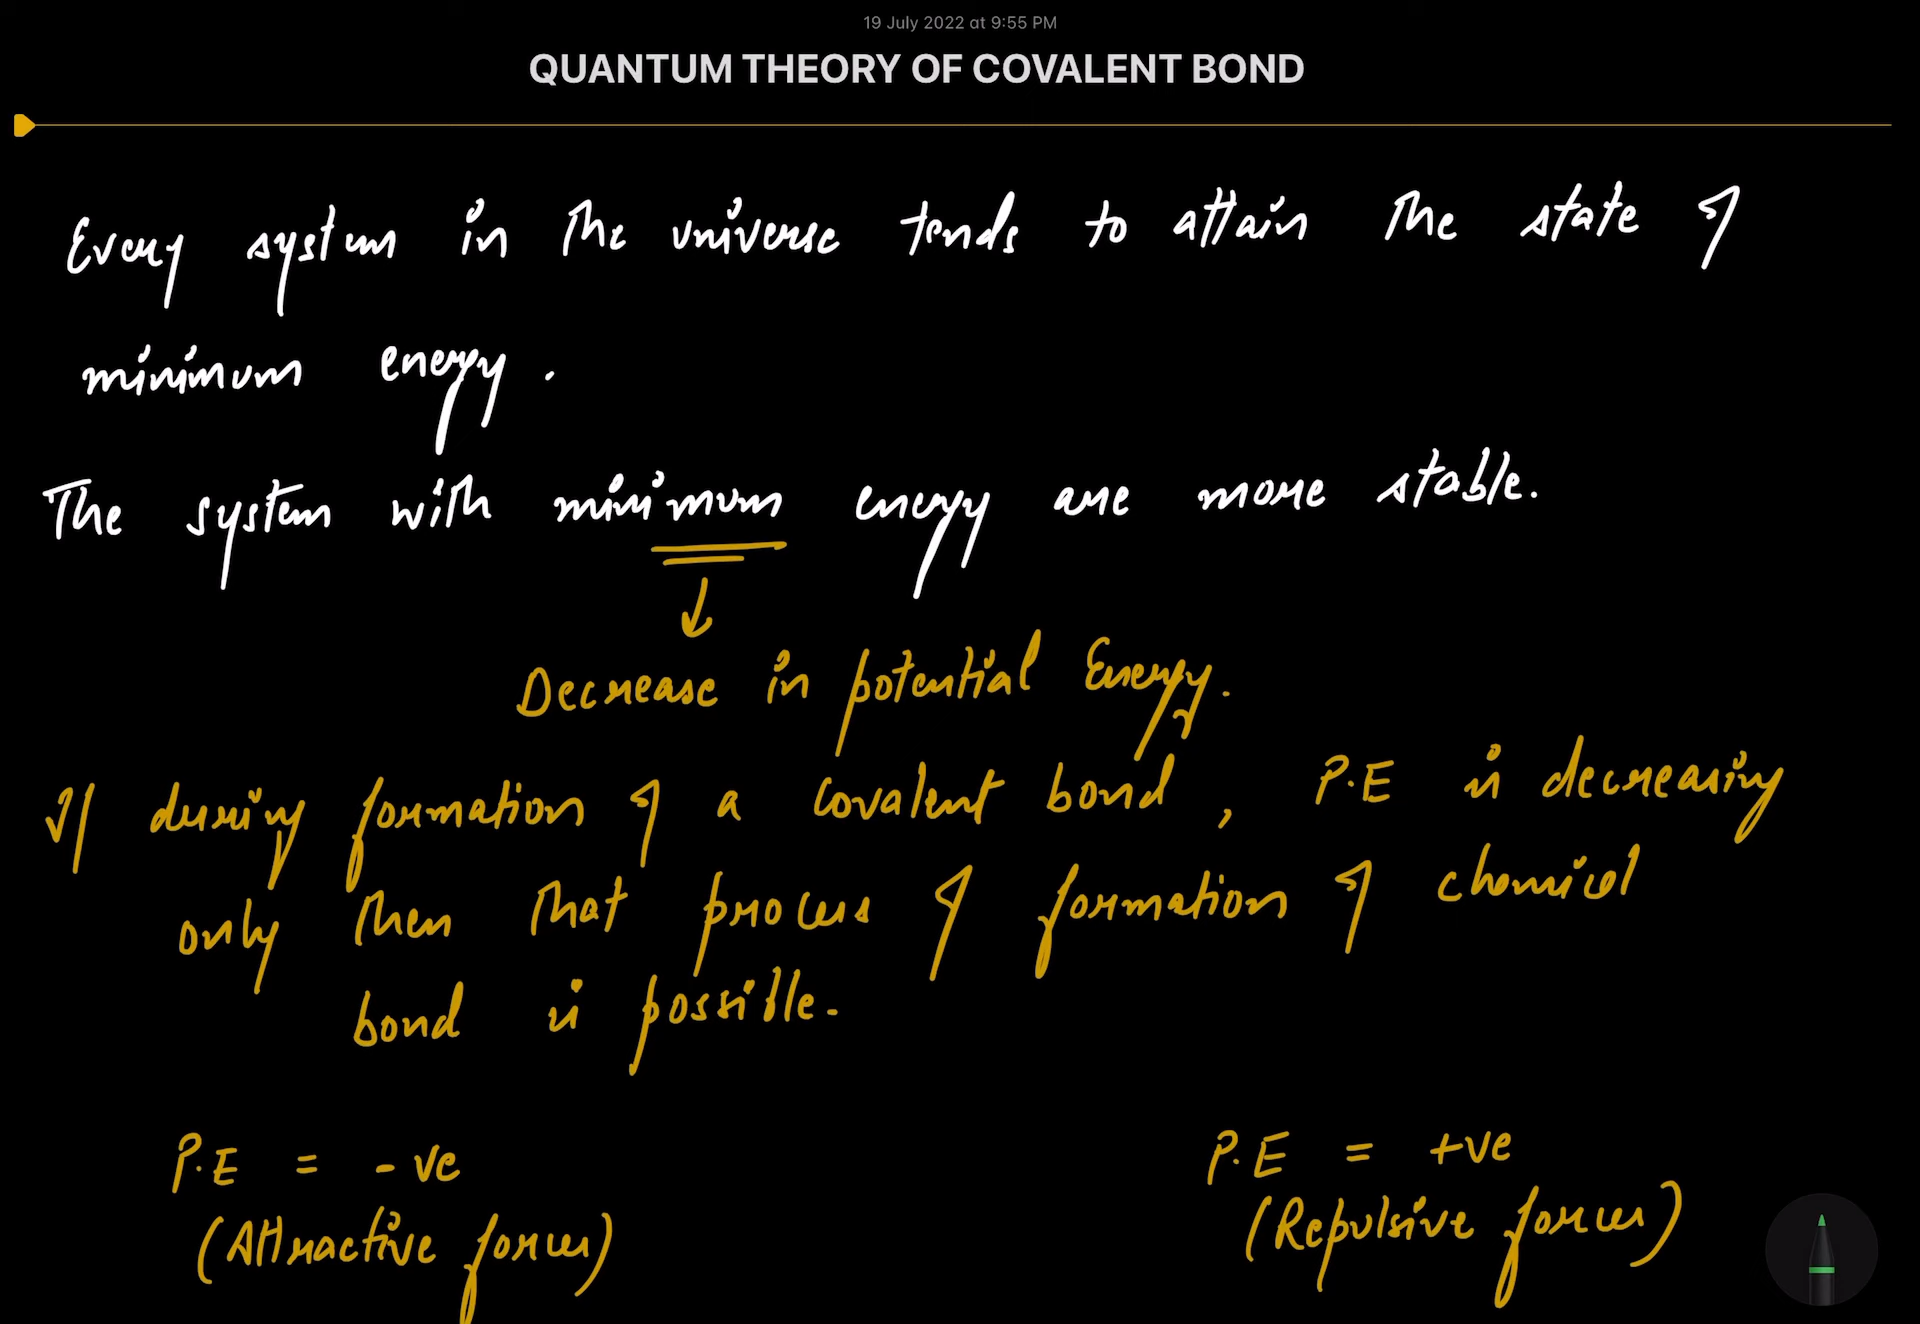 19 July 2022 at 9:55 PM
QUANTUM THEORY OF COVALENT BOND
Every system in the universe tends to attain the state of
minimum energy.
The system with minimum energy are more stable.
Decrease in potential Energy.
If during formation of a covalent bond, P.E is decreasing
only then that process of formation of chemical
bond is possible.
P.E = -ve
P.E = +ve
(Attractive forces)
(Repulsive forces)